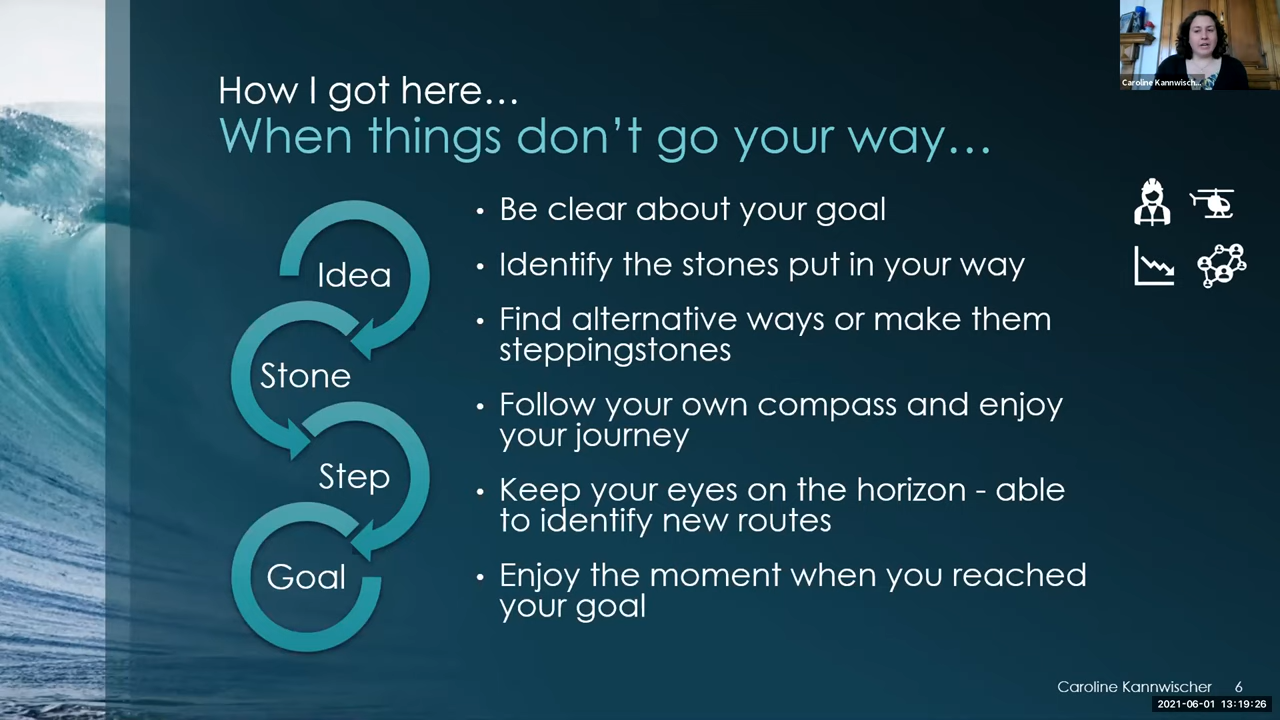 Caroline Kannwisch...
How I got here…
When things don’t go your way…
Idea
Stone
Step
Goal
• Be clear about your goal
• Identify the stones put in your way
• Find alternative ways or make them
steppingstones
• Follow your own compass and enjoy
your journey
• Keep your eyes on the horizon - able
to identify new routes
• Enjoy the moment when you reached
your goal
Caroline Kannwischer 6
2021-06-01 13:19:26